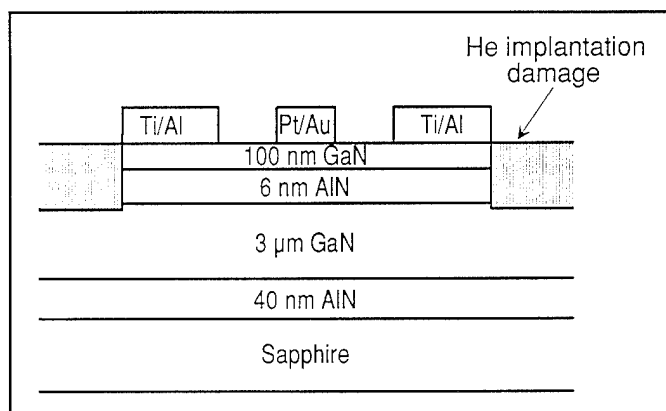 He implantation
damage
Ti/Al Pt/Au Ti/Al
100 nm GaN
6 nm AlN
3 µm GaN
40 nm AlN
Sapphire